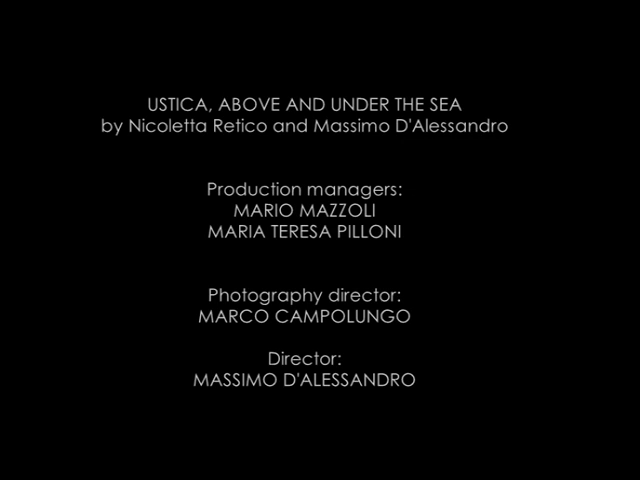 USTICA, ABOVE AND UNDER THE SEA
by Nicoletta Retico and Massimo D'Alessandro
Production managers:
MARIO MAZZOLI
MARIA TERESA PILLONI
Photography director:
MARCO CAMPOLUNGO
Director:
MASSIMO D'ALESSANDRO